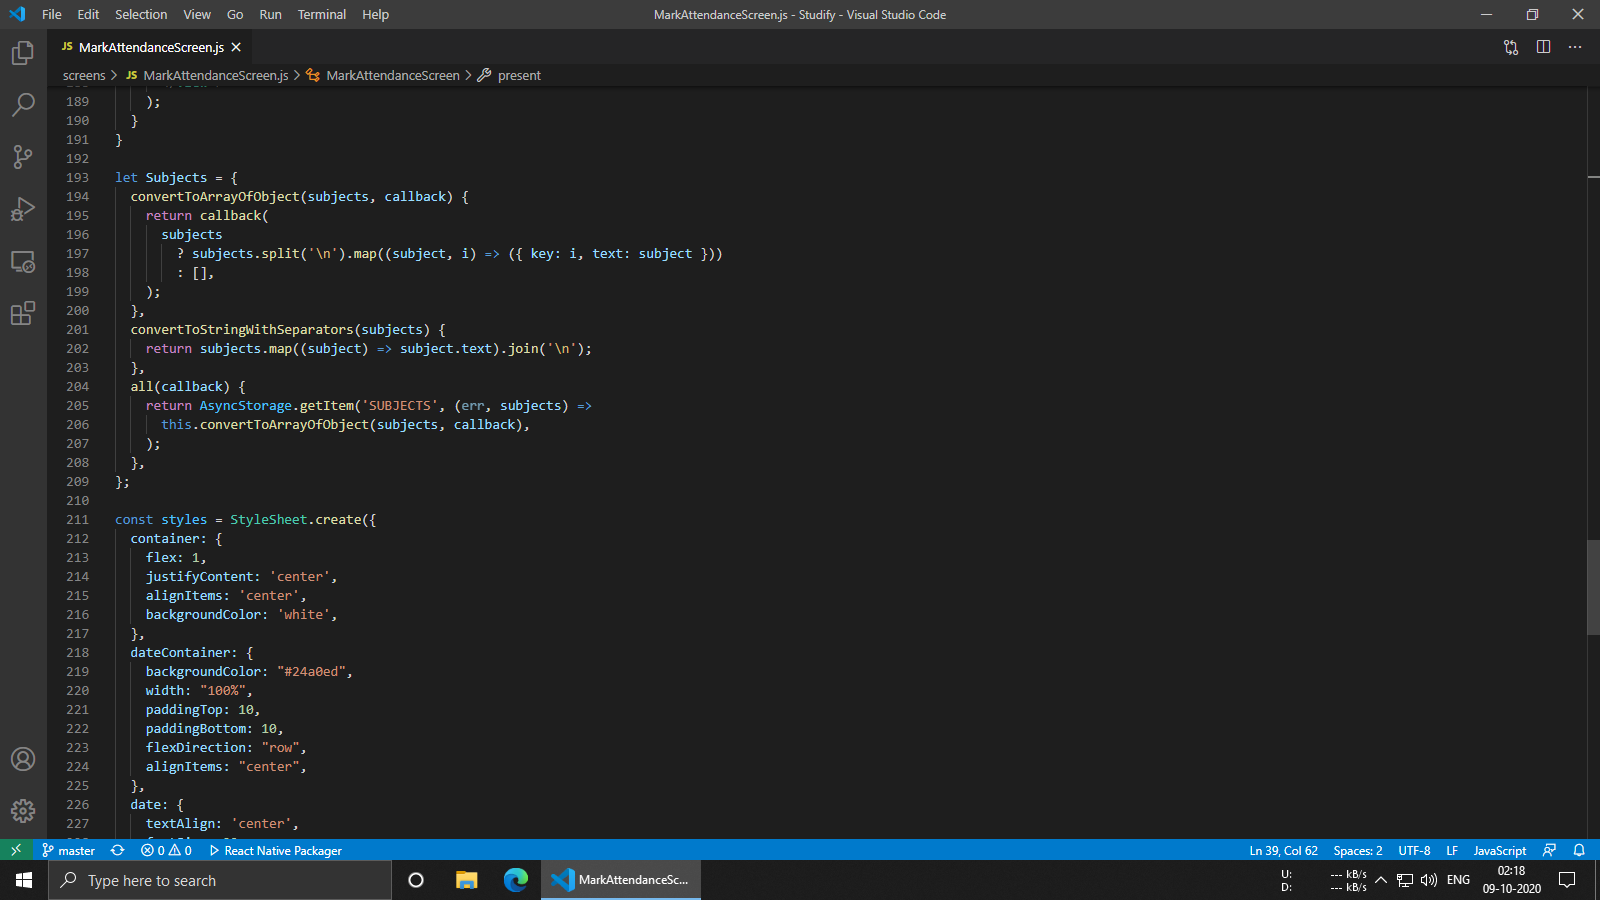 File Edit Selection View Go Run Terminal Help
MarkAttendanceScreen.js - Studify - Visual Studio Code
JS MarkAttendanceScreen.js
screens > JS MarkAttendanceScreen.js > MarkAttendanceScreen > present
189 );
190 }
191 }
192
193 let Subjects = {
194 convertToArrayOfObject(subjects, callback) {
195 return callback(
196 subjects
197 ? subjects.split('\n').map((subject, i) => ({ key: i, text: subject }))
198 : [],
199 );
200 },
201 convertToStringWithSeparators(subjects) {
202 return subjects.map((subject) => subject.text).join('\n');
203 },
204 all(callback) {
205 return AsyncStorage.getItem('SUBJECTS', (err, subjects) =>
206 this.convertToArrayOfObject(subjects, callback),
207 );
208 },
209 };
210
211 const styles = StyleSheet.create({
212 container: {
213 flex: 1,
214 justifyContent: 'center',
215 alignItems: 'center',
216 backgroundColor: 'white',
217 },
218 dateContainer: {
219 backgroundColor: "#24a0ed",
220 width: "100%",
221 paddingTop: 10,
222 paddingBottom: 10,
223 flexDirection: "row",
224 alignItems: "center",
225 },
226 date: {
227 textAlign: 'center',
master 0 0 React Native Packager
Ln 39, Col 62 Spaces: 2 UTF-8 LF JavaScript
Type here to search
MarkAttendanceSc...
U: --- kB/s
D: --- kB/s
ENG
02:18
09-10-2020